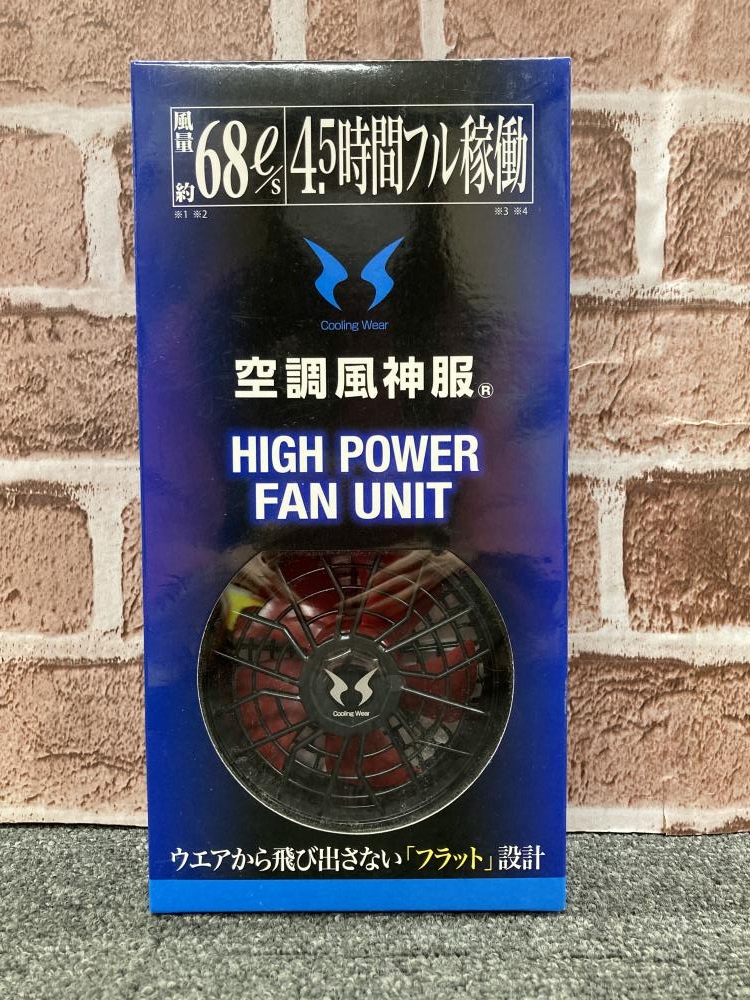 風量 約68ℓ/s 4.5時間フル稼働
※1 ※2 ※3 ※4
Cooling Wear
空調風神服®
HIGH POWER
FAN UNIT
Cooling Wear
ウエアから飛び出さない「フラット」設計